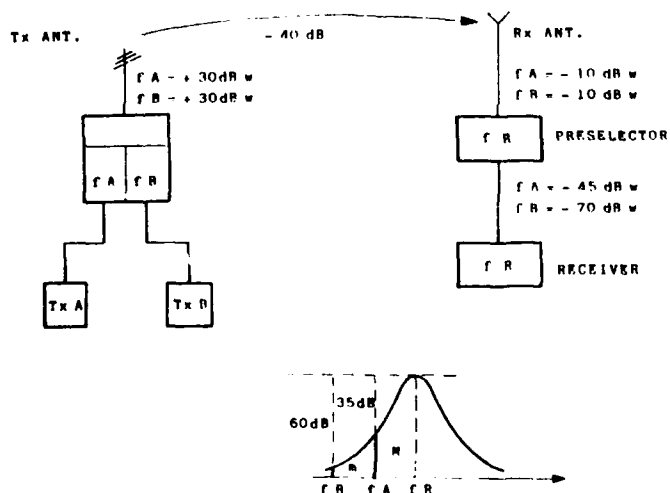 Tx ANT.
- 40 dB
Rx ANT.
f A - + 30dB w
f B - + 30dB w
f A = - 10 dB w
f B = - 10 dB w
f R
PRESELECTOR
f A f B
f A = - 45 dB w
f B = - 70 dB w
f R
RECEIVER
Tx A
Tx B
60dB
35dB
M
f B f A f R